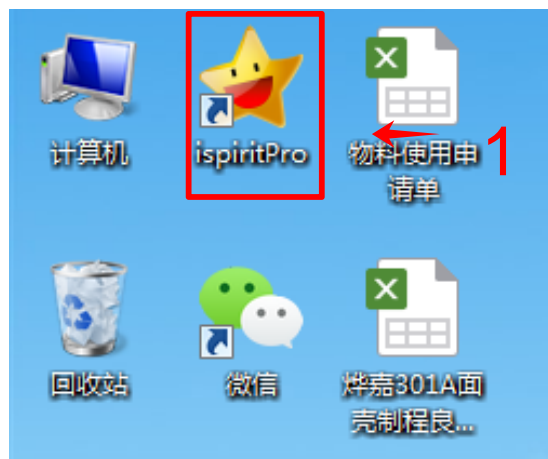 计算机
ispiritPro
物料使用申
请单
1
回收站
微信
烨嘉301A面
壳制程良...